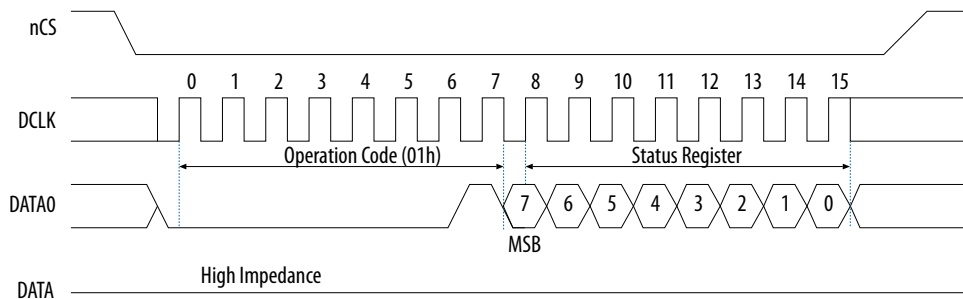 nCS
0 1 2 3 4 5 6 7 8 9 10 11 12 13 14 15
DCLK
Operation Code (01h) Status Register
DATA0 7 6 5 4 3 2 1 0
MSB
High Impedance
DATA